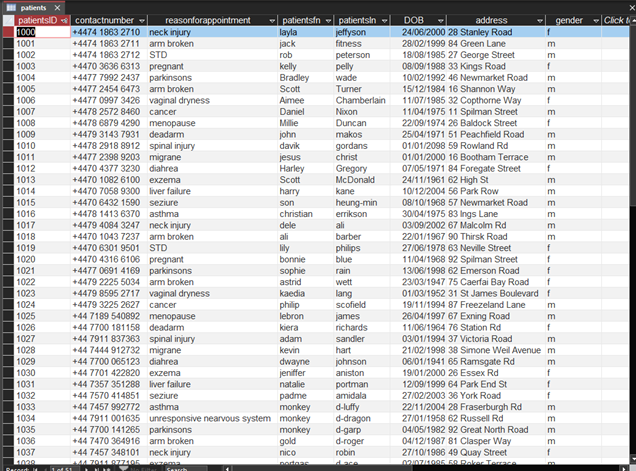 patients
patientsID contactnumber reasonforappointment patientsfn patientsln DOB address gender Click to
1000 +4474 1863 2710 neck injury layla jeffyson 24/06/2000 28 Stanley Road f
1001 +4474 1863 2711 arm broken jack fitness 28/02/1999 84 Green Lane m
1002 +4474 1863 2712 STD rob peterson 18/08/1985 27 George Street m
1003 +4470 3636 6313 pregnant kelly pelly 08/09/1988 33 Kings Road f
1004 +4477 7992 2437 parkinsons Bradley wade 10/02/1992 46 Newmarket Road m
1005 +4477 2454 6473 arm broken Scott Turner 15/12/1984 16 Shannon Way m
1006 +4477 0997 3426 vaginal dryness Aimee Chamberlain 11/07/1985 32 Copthorne Way f
1007 +4478 2572 8460 cancer Daniel Nixon 11/04/1975 11 Spilman Street m
1008 +4478 6879 4290 menopause Millie Duncan 22/09/1974 26 Baldock Street f
1009 +4479 3143 7931 deadarm john makos 25/04/1971 51 Peachfield Road m
1010 +4479 2918 8912 spinal injury davik gordans 01/01/2098 59 Rowland Rd m
1011 +4477 2398 9203 migrane jesus christ 01/01/2000 16 Bootham Terrace m
1012 +4470 4377 3230 diahrea Harley Gregory 07/05/1971 84 Foregate Street f
1013 +4470 1082 6100 exzema Scott McDonald 24/11/1961 62 High St m
1014 +4470 7058 9300 liver failure harry kane 10/12/2004 56 Park Row m
1015 +4470 6432 1590 seziure son heung-min 08/10/1968 57 Newmarket Road m
1016 +4478 1413 6370 asthma christian errikson 30/04/1975 83 Ings Lane m
1017 +4479 4084 3247 neck injury dele ali 03/09/2002 67 Malcolm Rd m
1018 +4470 1043 7237 arm broken ali barber 22/01/1967 90 Thirsk Road m
1019 +4470 6301 9501 STD lily philips 27/06/1978 63 Neville Street f
1020 +4470 4316 6106 pregnant bonnie blue 11/04/1968 92 Spilman Street f
1021 +4477 0691 4169 parkinsons sophie rain 13/06/1998 62 Emerson Road f
1022 +4479 2225 5034 arm broken astrid wett 23/03/1947 75 Caerfai Bay Road f
1023 +4479 8595 2717 vaginal dryness kaedia lang 01/03/1952 31 St James Boulevard f
1024 +4479 3225 2627 cancer philip scofield 19/11/1994 87 Freezeland Lane m
1025 +44 7189 540892 menopause lebron james 26/04/1997 67 Exning Road m
1026 +44 7700 181158 deadarm kiera richards 11/06/1964 76 Station Rd f
1027 +44 7911 837363 spinal injury adam sandler 03/01/1994 37 Victoria Road m
1028 +44 7444 912732 migrane kevin hart 21/02/1998 38 Simone Weil Avenue m
1029 +44 7700 065123 diahrea dwayne johnson 06/01/1941 65 Ramsgate Rd m
1030 +44 7701 422820 exzema jeniffer aniston 19/01/2000 26 Essex Rd f
1031 +44 7357 351288 liver failure natalie portman 12/09/1999 64 Park End St f
1032 +44 7570 414851 seziure padme amidala 27/02/2003 36 York Road f
1033 +44 7457 992772 asthma monkey d-luffy 22/11/2004 28 Fraserburgh Rd m
1034 +44 7911 001635 unresponsive nearvous system monkey d-dragon 27/01/1958 62 Russell Rd m
1035 +44 7700 141265 parkinsons monkey d-garp 04/05/1982 92 Great North Road m
1036 +44 7470 364916 arm broken gold d-roger 04/12/1987 81 Clasper Way m
1037 +44 7457 348101 neck injury nico robin 27/10/1986 49 Quay Street f
1038 exzema portgas d-ace 58 Roker Terrace
Record: 1 of 51 Search